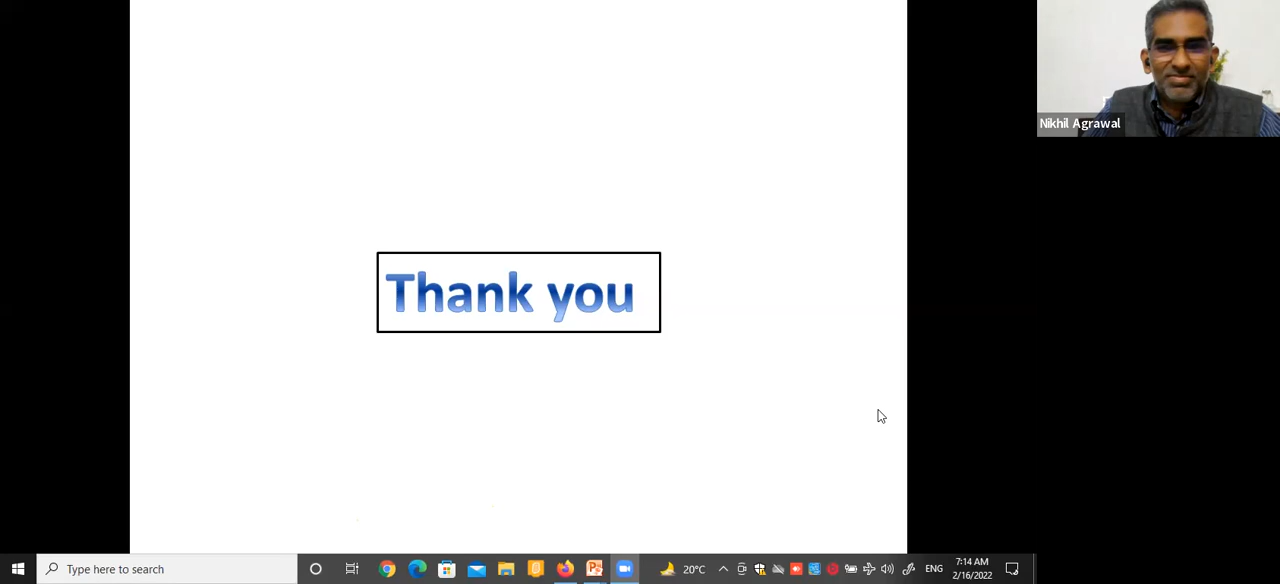 Nikhil Agrawal
Thank you
Type here to search
20°C
ENG
7:14 AM
2/16/2022